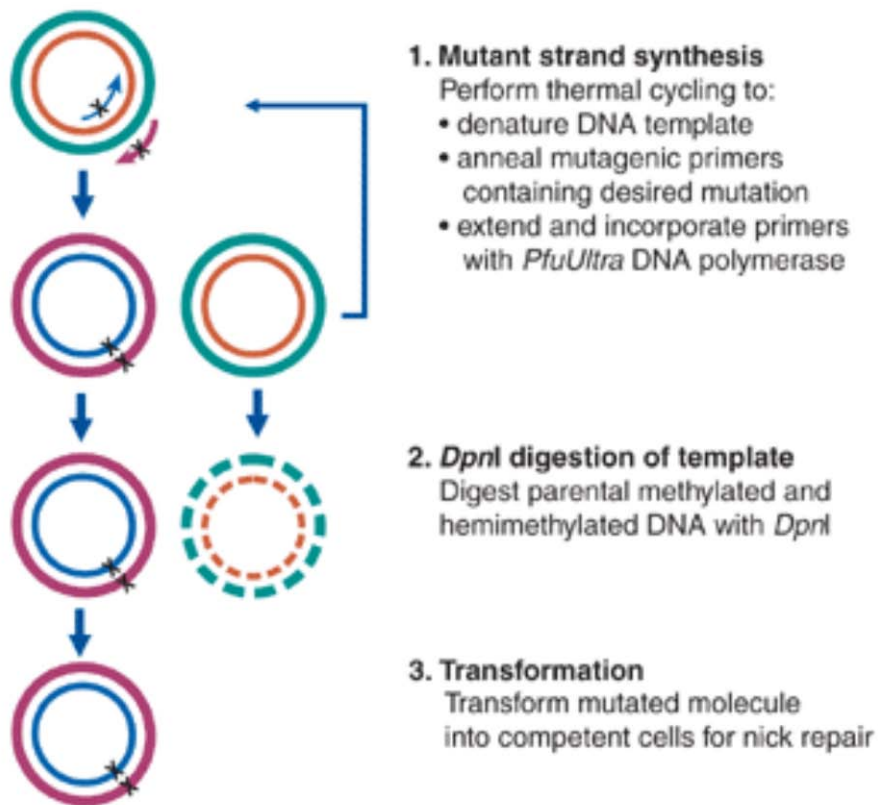 1. Mutant strand synthesis
Perform thermal cycling to:
• denature DNA template
• anneal mutagenic primers
containing desired mutation
• extend and incorporate primers
with PfuUltra DNA polymerase
2. DpnI digestion of template
Digest parental methylated and
hemimethylated DNA with DpnI
3. Transformation
Transform mutated molecule
into competent cells for nick repair